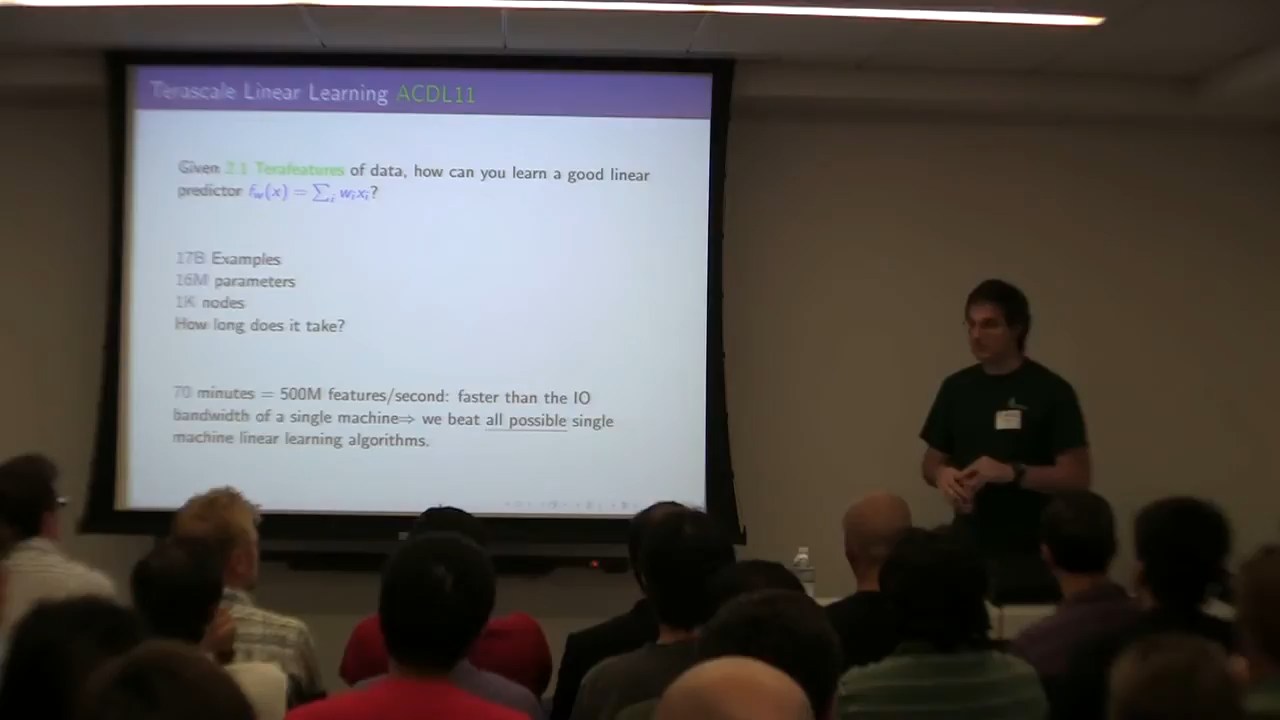 Terascale Linear Learning ACDL11
Given 2.1 Terafeatures of data, how can you learn a good linear
predictor f_w(x) = ∑_i w_i x_i?
17B Examples
16M parameters
1K nodes
How long does it take?
70 minutes = 500M features/second: faster than the IO
bandwidth of a single machine⇒ we beat all possible single
machine linear learning algorithms.